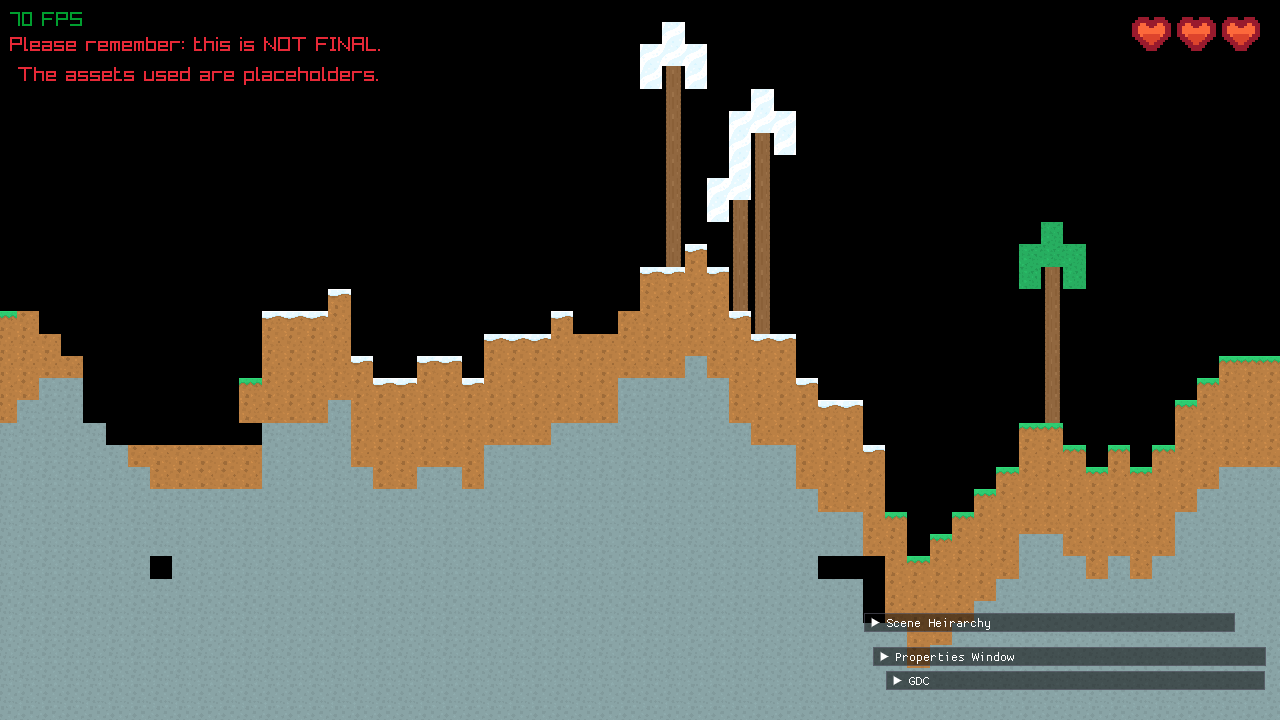 70 FPS
Please remember: this is NOT FINAL.
The assets used are placeholders.
Scene Heirarchy
Properties Window
GDC